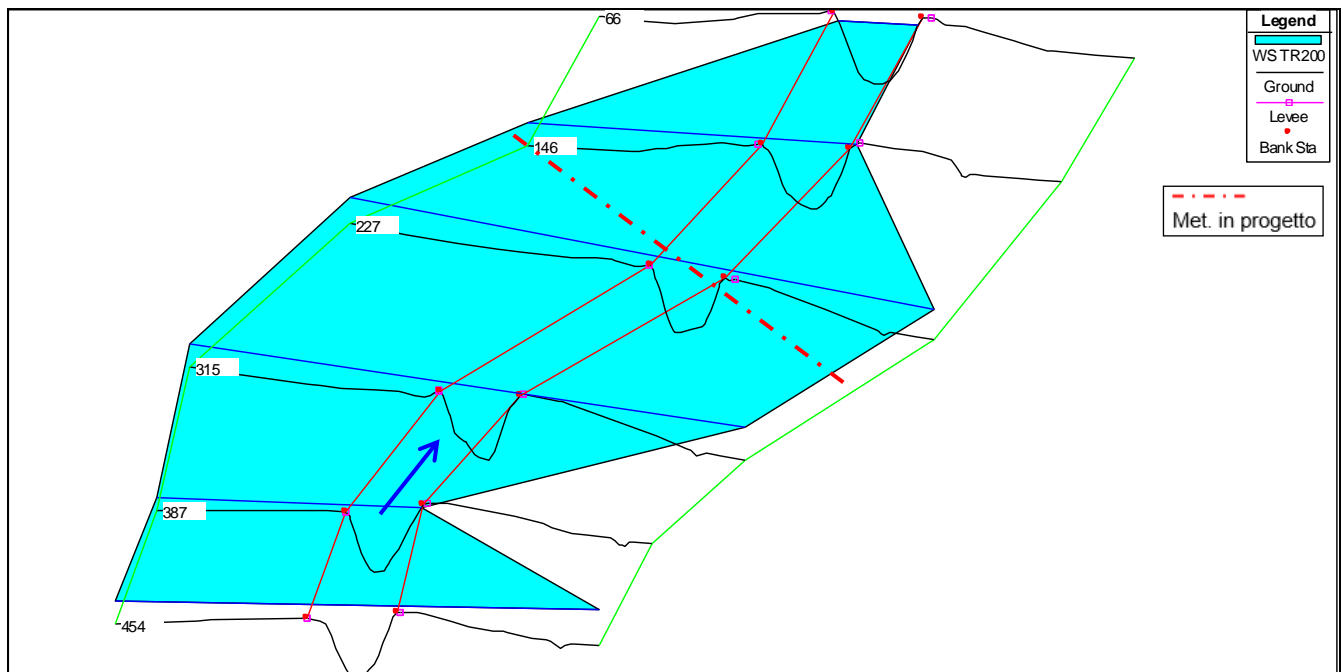 66
146
227
315
387
454
Legend
WS TR200
Ground
Levee
Bank Sta
Met. in progetto